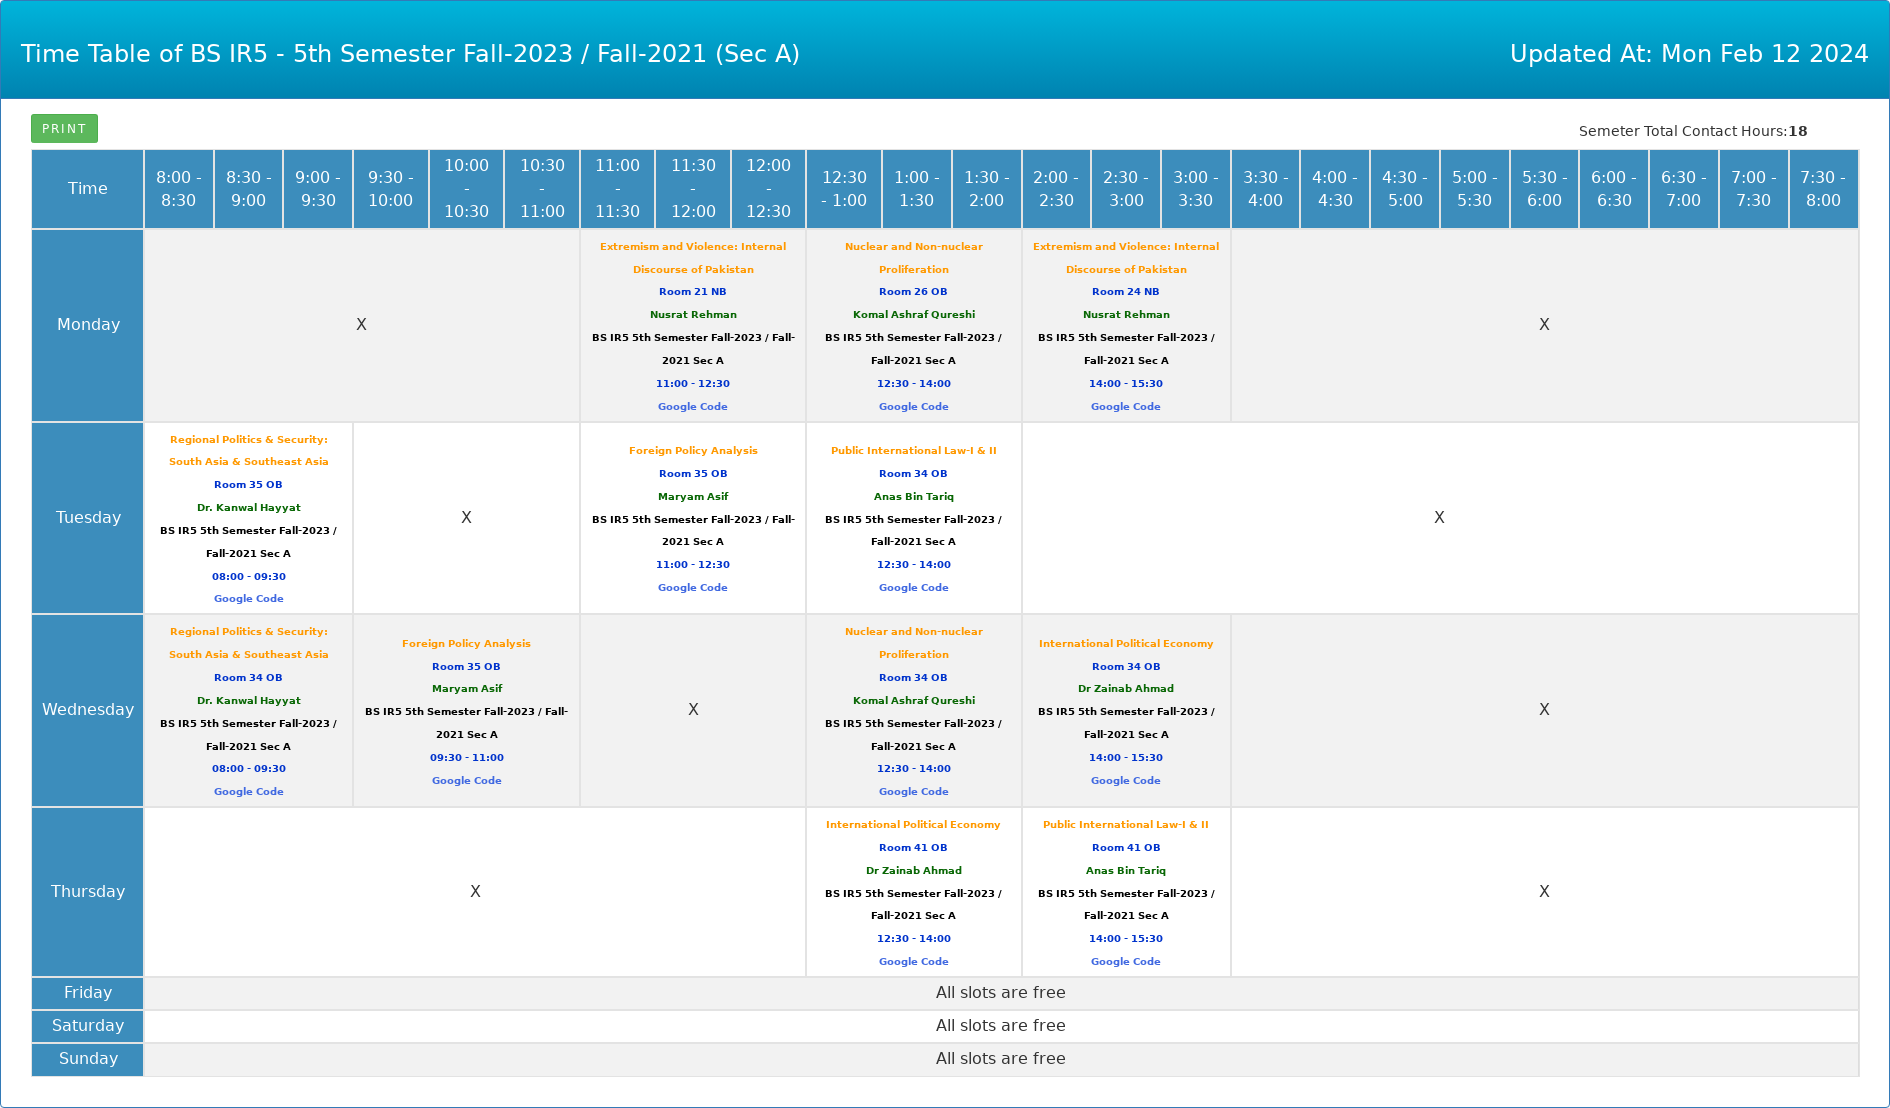 Time Table of BS IR5 - 5th Semester Fall-2023 / Fall-2021 (Sec A)
Updated At: Mon Feb 12 2024
PRINT
Semeter Total Contact Hours:18
Time
8:00 -
8:30
8:30 -
9:00
9:00 -
9:30
9:30 -
10:00
10:00
-
10:30
10:30
-
11:00
11:00
-
11:30
11:30
-
12:00
12:00
-
12:30
12:30
- 1:00
1:00 -
1:30
1:30 -
2:00
2:00 -
2:30
2:30 -
3:00
3:00 -
3:30
3:30 -
4:00
4:00 -
4:30
4:30 -
5:00
5:00 -
5:30
5:30 -
6:00
6:00 -
6:30
6:30 -
7:00
7:00 -
7:30
7:30 -
8:00
Monday
X
Extremism and Violence: Internal
Discourse of Pakistan
Room 21 NB
Nusrat Rehman
BS IR5 5th Semester Fall-2023 / Fall-
2021 Sec A
11:00 - 12:30
Google Code
Nuclear and Non-nuclear
Proliferation
Room 26 OB
Komal Ashraf Qureshi
BS IR5 5th Semester Fall-2023 /
Fall-2021 Sec A
12:30 - 14:00
Google Code
Extremism and Violence: Internal
Discourse of Pakistan
Room 24 NB
Nusrat Rehman
BS IR5 5th Semester Fall-2023 /
Fall-2021 Sec A
14:00 - 15:30
Google Code
X
Tuesday
Regional Politics & Security:
South Asia & Southeast Asia
Room 35 OB
Dr. Kanwal Hayyat
BS IR5 5th Semester Fall-2023 /
Fall-2021 Sec A
08:00 - 09:30
Google Code
X
Foreign Policy Analysis
Room 35 OB
Maryam Asif
BS IR5 5th Semester Fall-2023 / Fall-
2021 Sec A
11:00 - 12:30
Google Code
Public International Law-I & II
Room 34 OB
Anas Bin Tariq
BS IR5 5th Semester Fall-2023 /
Fall-2021 Sec A
12:30 - 14:00
Google Code
X
Wednesday
Regional Politics & Security:
South Asia & Southeast Asia
Room 34 OB
Dr. Kanwal Hayyat
BS IR5 5th Semester Fall-2023 /
Fall-2021 Sec A
08:00 - 09:30
Google Code
Foreign Policy Analysis
Room 35 OB
Maryam Asif
BS IR5 5th Semester Fall-2023 / Fall-
2021 Sec A
09:30 - 11:00
Google Code
X
Nuclear and Non-nuclear
Proliferation
Room 34 OB
Komal Ashraf Qureshi
BS IR5 5th Semester Fall-2023 /
Fall-2021 Sec A
12:30 - 14:00
Google Code
International Political Economy
Room 34 OB
Dr Zainab Ahmad
BS IR5 5th Semester Fall-2023 /
Fall-2021 Sec A
14:00 - 15:30
Google Code
X
Thursday
X
International Political Economy
Room 41 OB
Dr Zainab Ahmad
BS IR5 5th Semester Fall-2023 /
Fall-2021 Sec A
12:30 - 14:00
Google Code
Public International Law-I & II
Room 41 OB
Anas Bin Tariq
BS IR5 5th Semester Fall-2023 /
Fall-2021 Sec A
14:00 - 15:30
Google Code
X
Friday
All slots are free
Saturday
All slots are free
Sunday
All slots are free